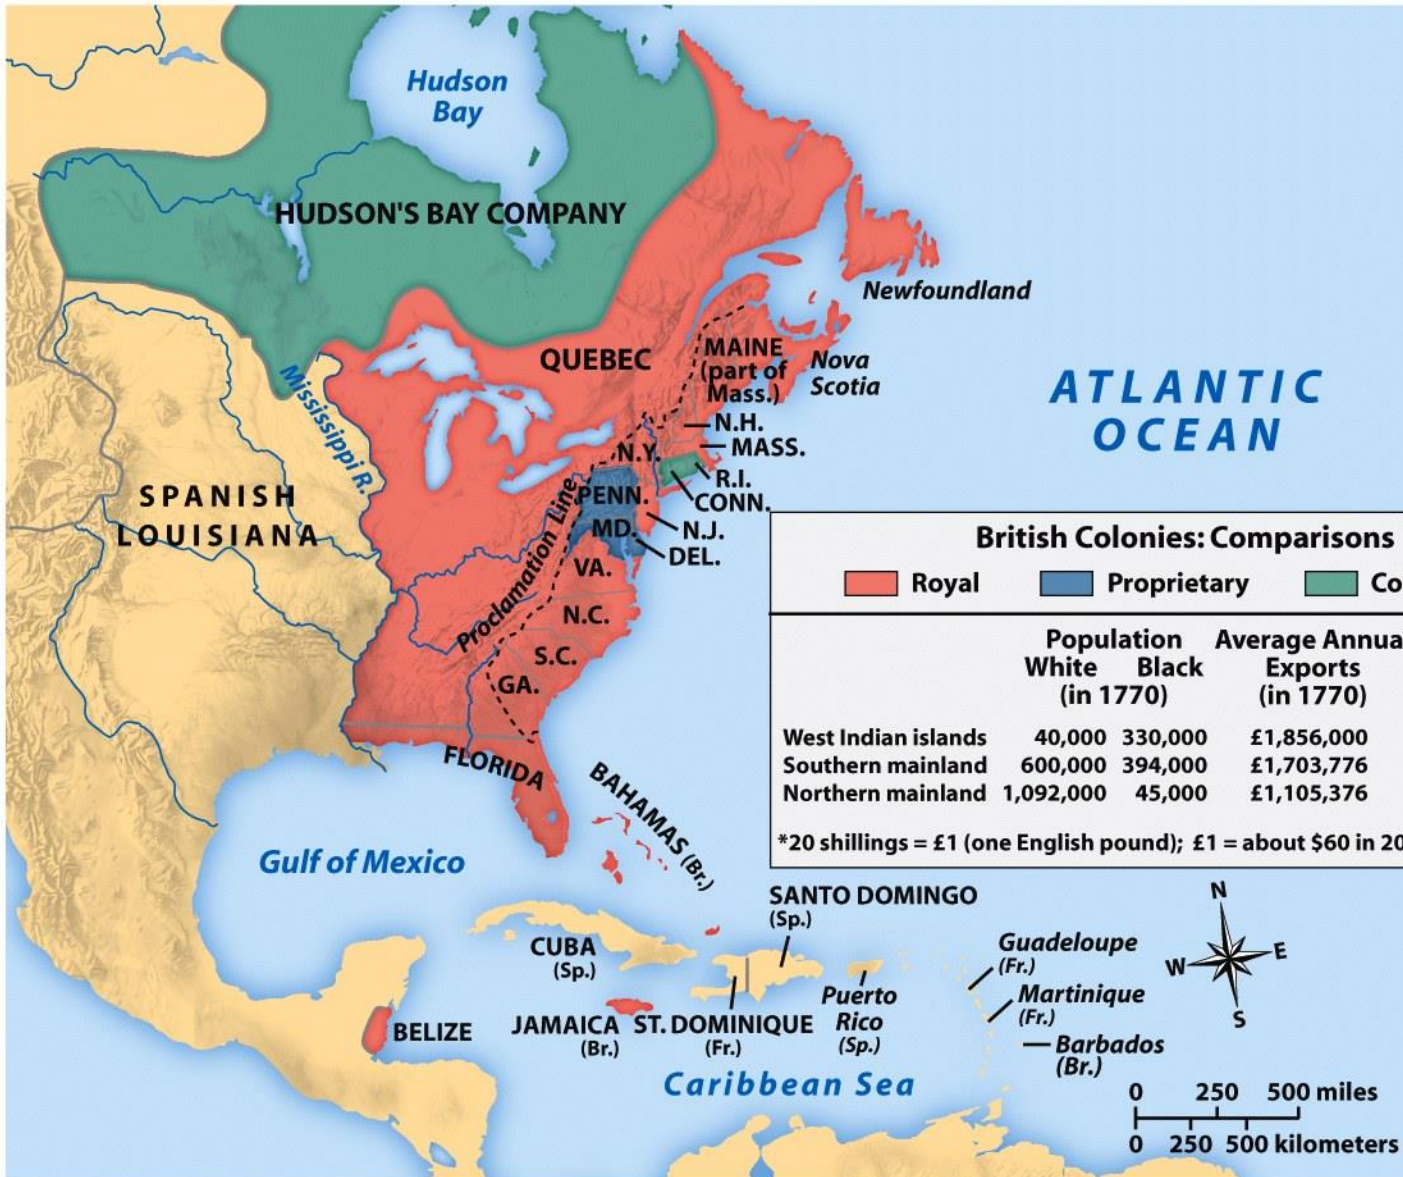 Hudson
Bay
HUDSON'S BAY COMPANY
Newfoundland
QUEBEC
MAINE
(part of
Mass.)
Nova
Scotia
ATLANTIC
OCEAN
Mississippi R.
N.H.
MASS.
N.Y.
R.I.
CONN.
SPANISH
LOUISIANA
PENN.
MD.
N.J.
DEL.
Proclamation Line
VA.
N.C.
S.C.
GA.
FLORIDA
British Colonies: Comparisons
Royal Proprietary Co
Population Average Annua
White Black Exports
(in 1770) (in 1770)
West Indian islands 40,000 330,000 £1,856,000
Southern mainland 600,000 394,000 £1,703,776
Northern mainland 1,092,000 45,000 £1,105,376
*20 shillings = £1 (one English pound); £1 = about $60 in 20
BAHAMAS (Br.)
Gulf of Mexico
SANTO DOMINGO
(Sp.)
CUBA
(Sp.)
Guadeloupe
(Fr.)
Martinique
(Fr.)
Puerto
Rico
(Sp.)
JAMAICA
(Br.)
ST. DOMINIQUE
(Fr.)
BELIZE
Barbados
(Br.)
Caribbean Sea
N
W E
S
0 250 500 miles
0 250 500 kilometers